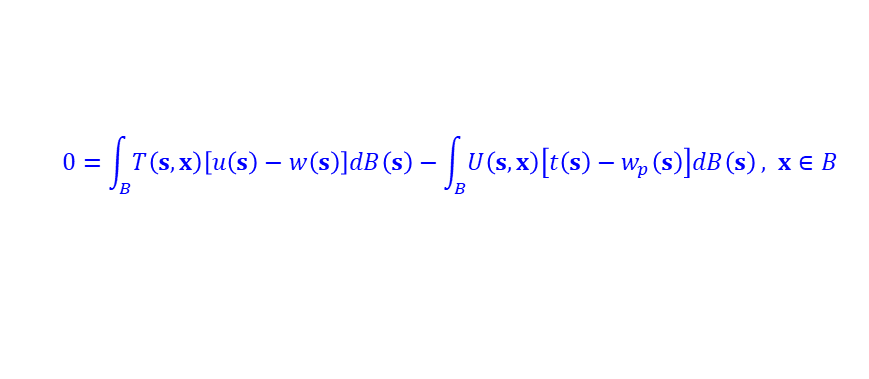 0 = ∫_B T(𝐬,𝐱)[u(𝐬) − w(𝐬)]dB(𝐬) − ∫_B U(𝐬,𝐱)[t(𝐬) − w_p(𝐬)]dB(𝐬), 𝐱 ∈ B